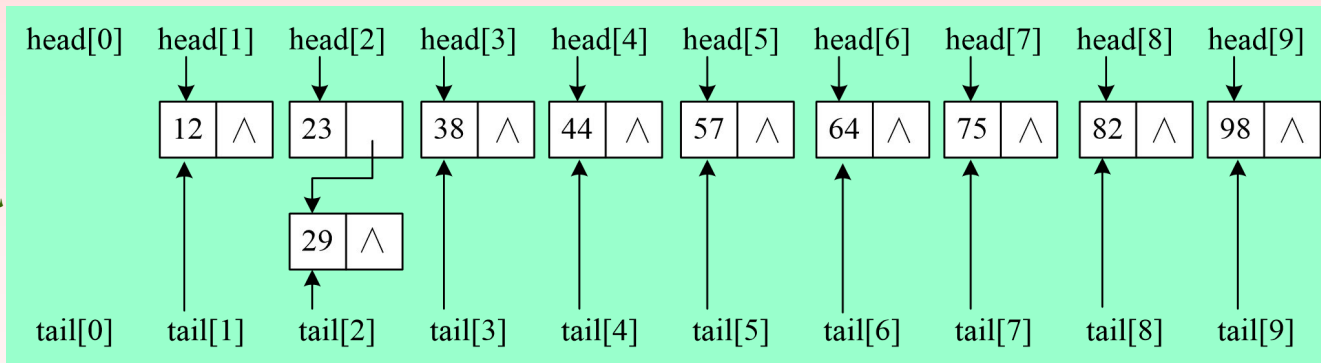 head[0] head[1] head[2] head[3] head[4] head[5] head[6] head[7] head[8] head[9]
12 ∧ 23 38 ∧ 44 ∧ 57 ∧ 64 ∧ 75 ∧ 82 ∧ 98 ∧
29 ∧
tail[0] tail[1] tail[2] tail[3] tail[4] tail[5] tail[6] tail[7] tail[8] tail[9]